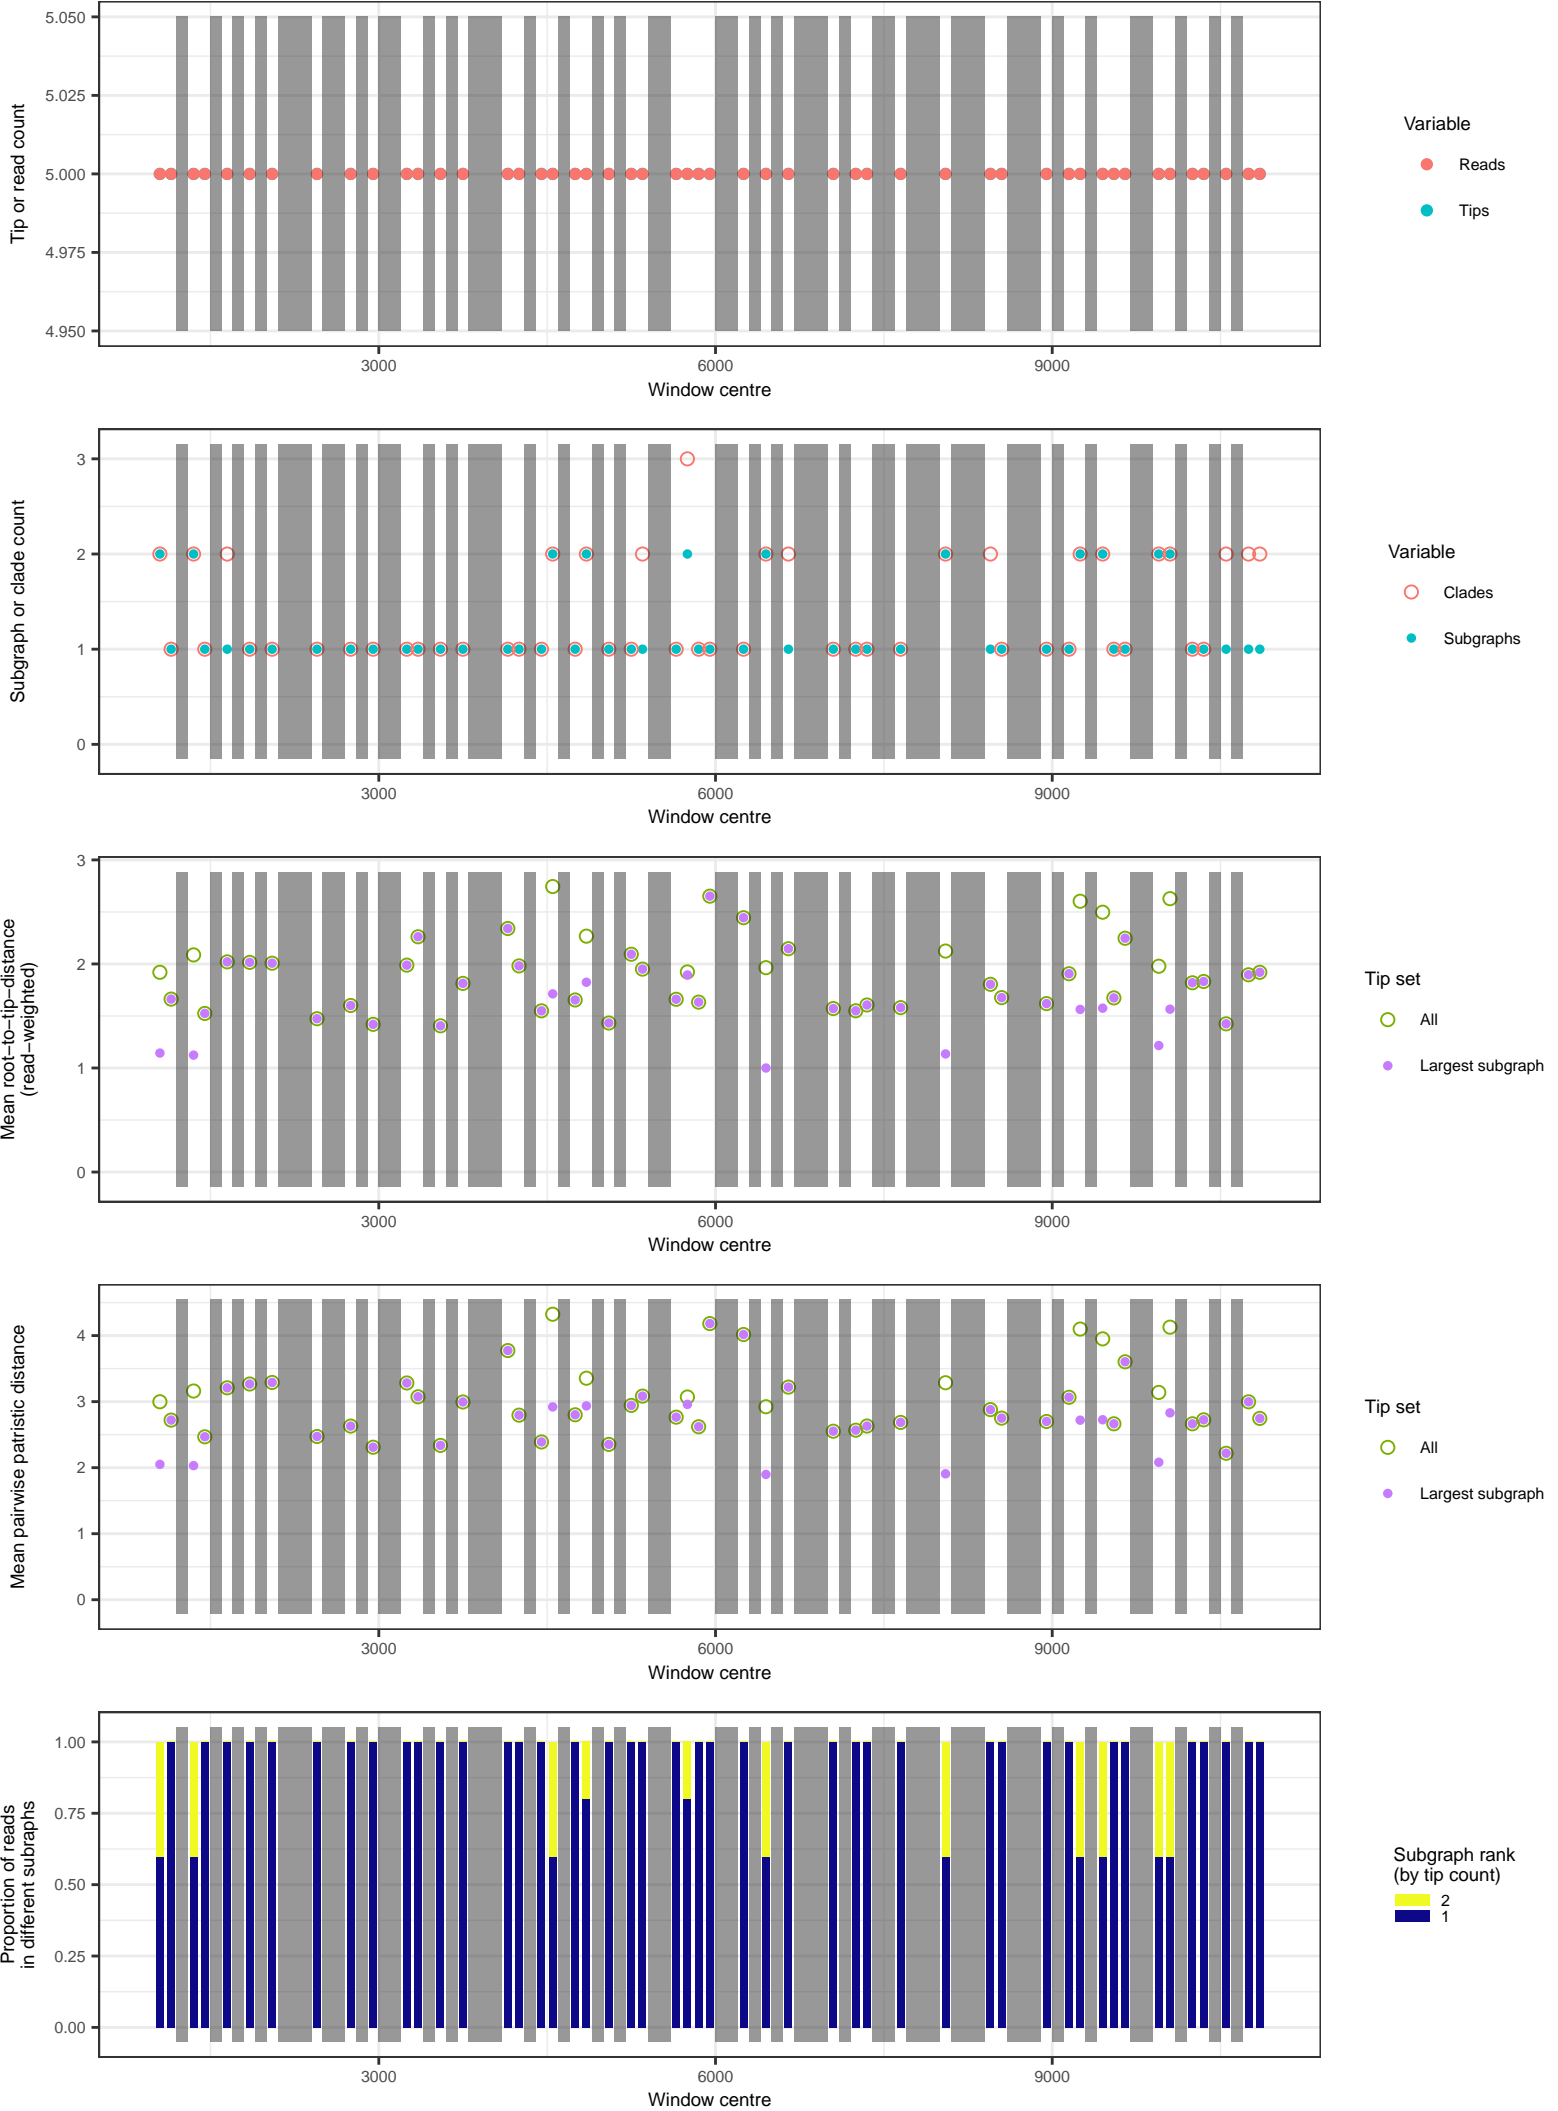 Tip or read count
5.050
5.025
5.000
4.975
4.950
3000
6000
9000
Window centre
Variable
Reads
Tips
Subgraph or clade count
3
2
1
0
3000
6000
9000
Window centre
Variable
Clades
Subgraphs
Mean root−to−tip−distance
(read−weighted)
3
2
1
0
3000
6000
9000
Window centre
Tip set
All
Largest subgraph
Mean pairwise patristic distance
4
3
2
1
0
3000
6000
9000
Window centre
Tip set
All
Largest subgraph
Proportion of reads
in different subraphs
1.00
0.75
0.50
0.25
0.00
3000
6000
9000
Window centre
Subgraph rank
(by tip count)
2
1